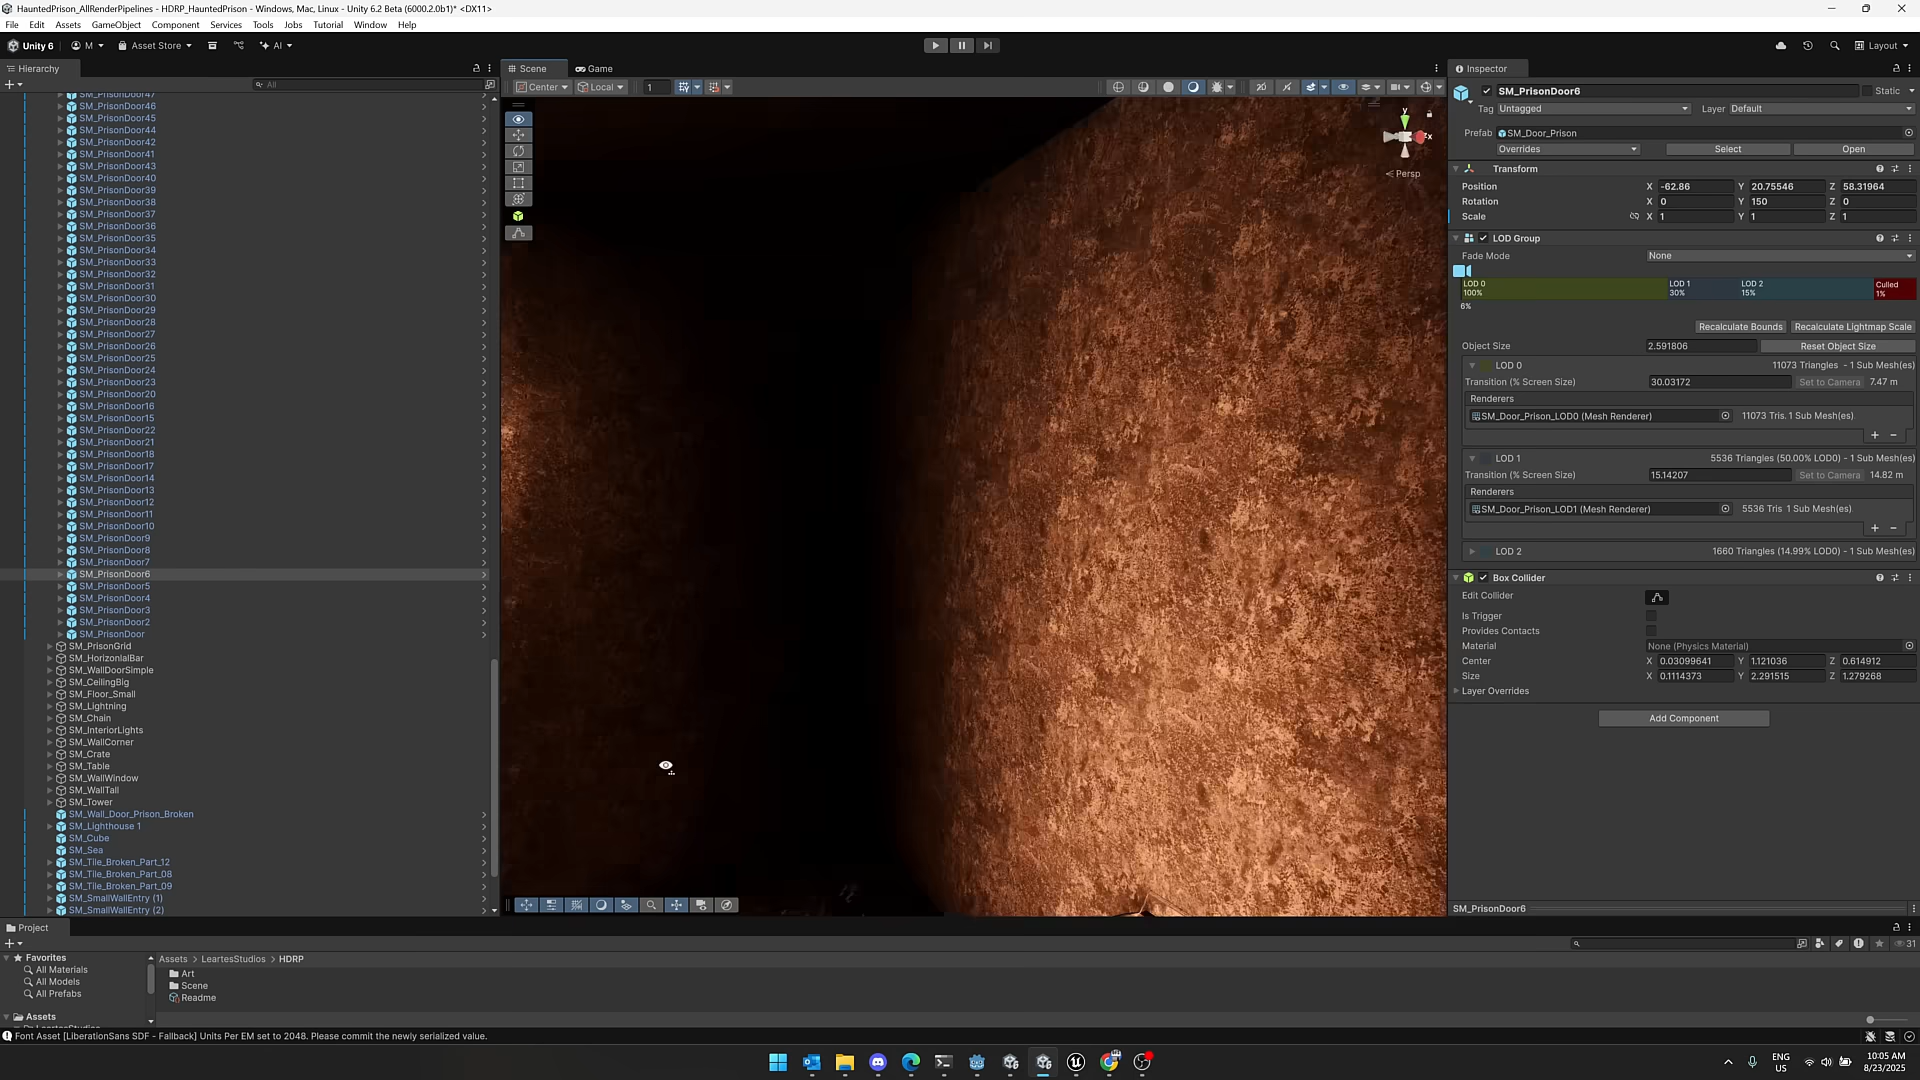 HauntedPrison_AllRenderPipelines - HDRP_HauntedPrison - Windows, Mac, Linux - Unity 6.2 Beta (6000.2.0b1)* <DX11>
File Edit Assets GameObject Component Services Tools Jobs Tutorial Window Help
Unity 6 M Asset Store AI Layout
Hierarchy Scene Game Inspector
All Center Local 1 2D
SM_PrisonDoor47
SM_PrisonDoor46
SM_PrisonDoor45
SM_PrisonDoor44
SM_PrisonDoor42
SM_PrisonDoor41
SM_PrisonDoor43
SM_PrisonDoor40
SM_PrisonDoor39
SM_PrisonDoor38
SM_PrisonDoor37
SM_PrisonDoor36
SM_PrisonDoor35
SM_PrisonDoor34
SM_PrisonDoor33
SM_PrisonDoor32
SM_PrisonDoor31
SM_PrisonDoor30
SM_PrisonDoor29
SM_PrisonDoor28
SM_PrisonDoor27
SM_PrisonDoor26
SM_PrisonDoor25
SM_PrisonDoor24
SM_PrisonDoor23
SM_PrisonDoor20
SM_PrisonDoor16
SM_PrisonDoor15
SM_PrisonDoor22
SM_PrisonDoor21
SM_PrisonDoor18
SM_PrisonDoor17
SM_PrisonDoor14
SM_PrisonDoor13
SM_PrisonDoor12
SM_PrisonDoor11
SM_PrisonDoor10
SM_PrisonDoor9
SM_PrisonDoor8
SM_PrisonDoor7
SM_PrisonDoor6
SM_PrisonDoor5
SM_PrisonDoor4
SM_PrisonDoor3
SM_PrisonDoor2
SM_PrisonDoor
SM_PrisonGrid
SM_HorizonlalBar
SM_WallDoorSimple
SM_CeilingBig
SM_Floor_Small
SM_Lightning
SM_Chain
SM_InteriorLights
SM_WallCorner
SM_Crate
SM_Table
SM_WallWindow
SM_WallTall
SM_Tower
SM_Wall_Door_Prison_Broken
SM_Lighthouse 1
SM_Cube
SM_Sea
SM_Tile_Broken_Part_12
SM_Tile_Broken_Part_08
SM_Tile_Broken_Part_09
SM_SmallWallEntry (1)
SM_SmallWallEntry (2)
y
x
Persp
SM_PrisonDoor6 Static
Tag Untagged Layer Default
Prefab SM_Door_Prison
Overrides Select Open
Transform
Position X -62.86 Y 20.75546 Z 58.31964
Rotation X 0 Y 150 Z 0
Scale X 1 Y 1 Z 1
LOD Group
Fade Mode None
LOD 0 LOD 1 LOD 2 Culled
100% 30% 15% 1%
6%
Recalculate Bounds Recalculate Lightmap Scale
Object Size 2.591806 Reset Object Size
LOD 0 11073 Triangles - 1 Sub Mesh(es)
Transition (% Screen Size) 30.03172 Set to Camera 7.47 m
Renderers
SM_Door_Prison_LOD0 (Mesh Renderer) 11073 Tris. 1 Sub Mesh(es).
LOD 1 5536 Triangles (50.00% LOD0) - 1 Sub Mesh(es)
Transition (% Screen Size) 15.14207 Set to Camera 14.82 m
Renderers
SM_Door_Prison_LOD1 (Mesh Renderer) 5536 Tris 1 Sub Mesh(es).
LOD 2 1660 Triangles (14.99% LOD0) - 1 Sub Mesh(es)
Box Collider
Edit Collider
Is Trigger
Provides Contacts
Material None (Physics Material)
Center X 0.03099641 Y 1.121036 Z 0.614912
Size X 0.1114373 Y 2.291515 Z 1.279268
Layer Overrides
Add Component
SM_PrisonDoor6
Project
31
Favorites
All Materials
All Models
All Prefabs
Assets
Assets > LeartesStudios > HDRP
Art
Scene
Readme
Font Asset [LiberationSans SDF - Fallback] Units Per EM set to 2048. Please commit the newly serialized value.
ENG
US
10:05 AM
8/23/2025